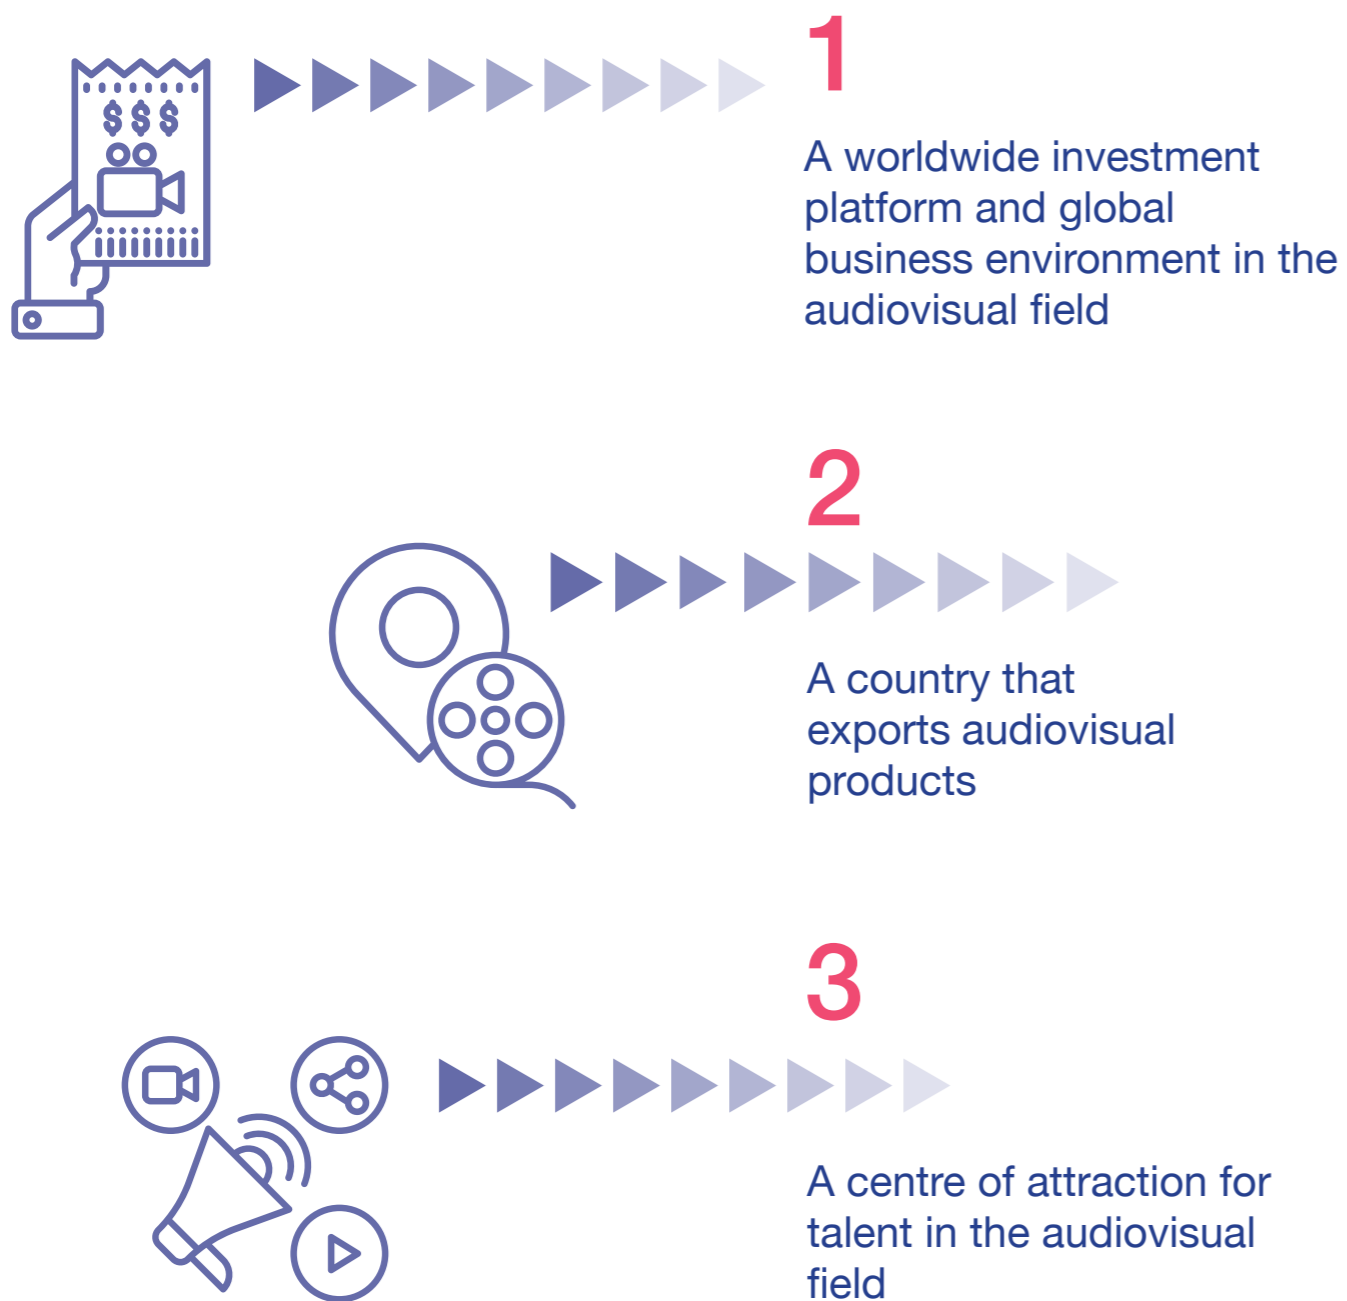 $ $ $
1
A worldwide investment
platform and global
business environment in the
audiovisual field
2
A country that
exports audiovisual
products
3
A centre of attraction for
talent in the audiovisual
field